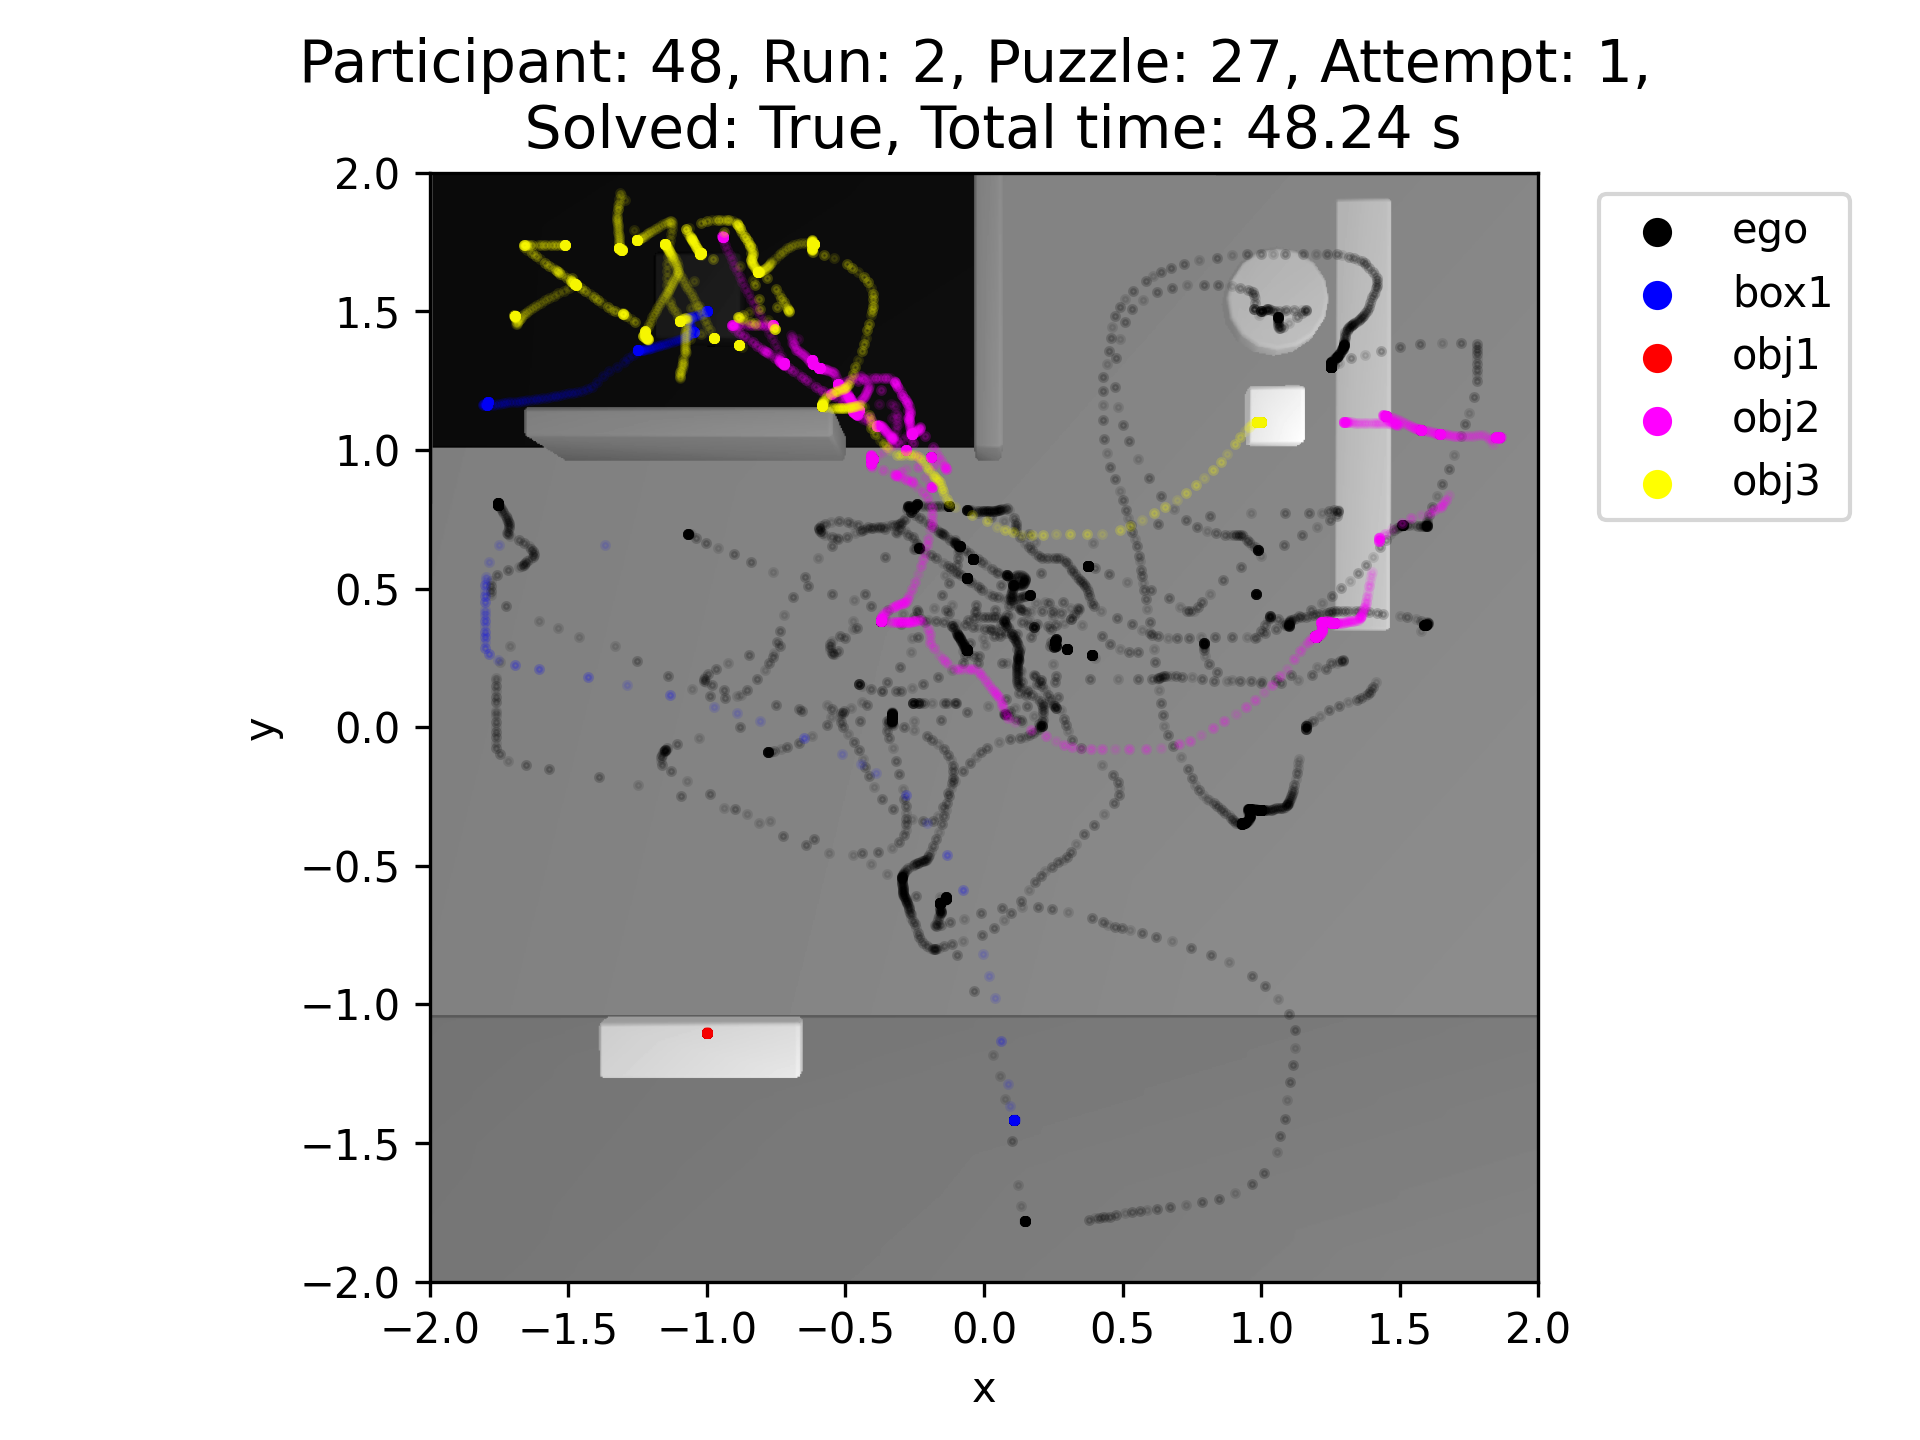 Participant: 48, Run: 2, Puzzle: 27, Attempt: 1,
Solved: True, Total time: 48.24 s
2.0
1.5
1.0
0.5
0.0
−0.5
−1.0
−1.5
−2.0
y
−2.0 −1.5 −1.0 −0.5 0.0 0.5 1.0 1.5 2.0
x
ego
box1
obj1
obj2
obj3